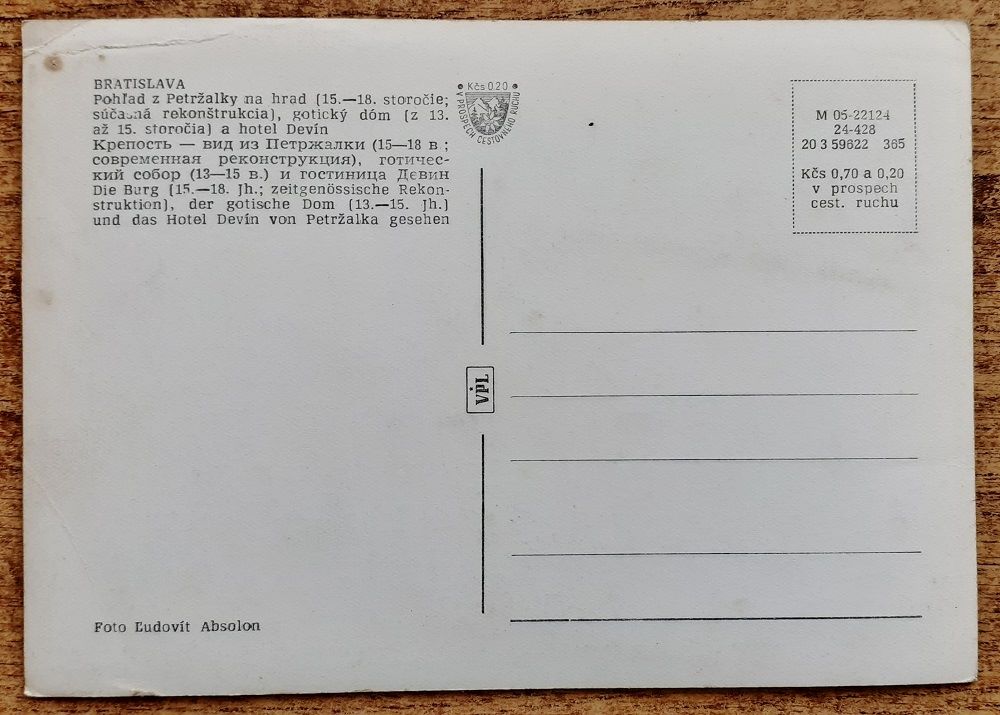 BRATISLAVA
Pohľad z Petržalky na hrad (15.—18. storočie;
súčasná rekonštrukcia), gotický dóm (z 13.
až 15. storočia) a hotel Devín
Крепость — вид из Петржалки (15—18 в ;
современная реконструкция), готичес-
кий собор (13—15 в.) и гостиница Девин
Die Burg (15.—18. Jh.; zeitgenössische Rekon-
struktion), der gotische Dom (13.—15. Jh.)
und das Hotel Devín von Petržalka gesehen
Foto Ľudovít Absolon
• Kčs 0.20 •
V PROSPECH CESTOVNÉHO RUCHU
VPL
M 05-22124
24-428
20 3 59622 365
Kčs 0,70 a 0,20
v prospech
cest. ruchu